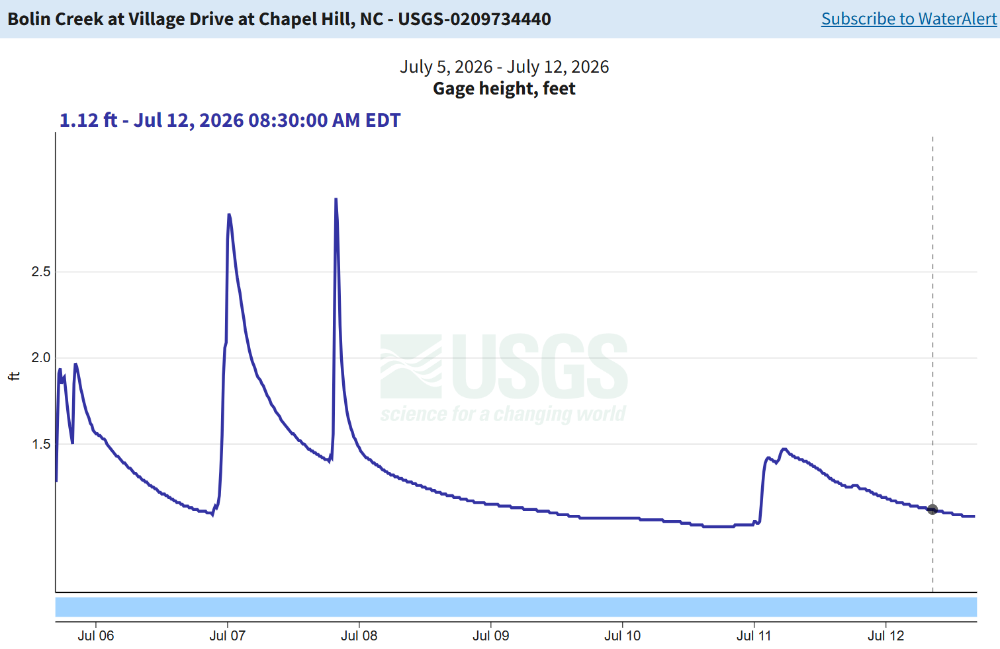 Bolin Creek at Village Drive at Chapel Hill, NC - USGS-0209734440
Subscribe to WaterAlert
July 5, 2026 - July 12, 2026
Gage height, feet
1.12 ft - Jul 12, 2026 08:30:00 AM EDT
2.5
2.0
1.5
ft
USGS
science for a changing world
Jul 06
Jul 07
Jul 08
Jul 09
Jul 10
Jul 11
Jul 12